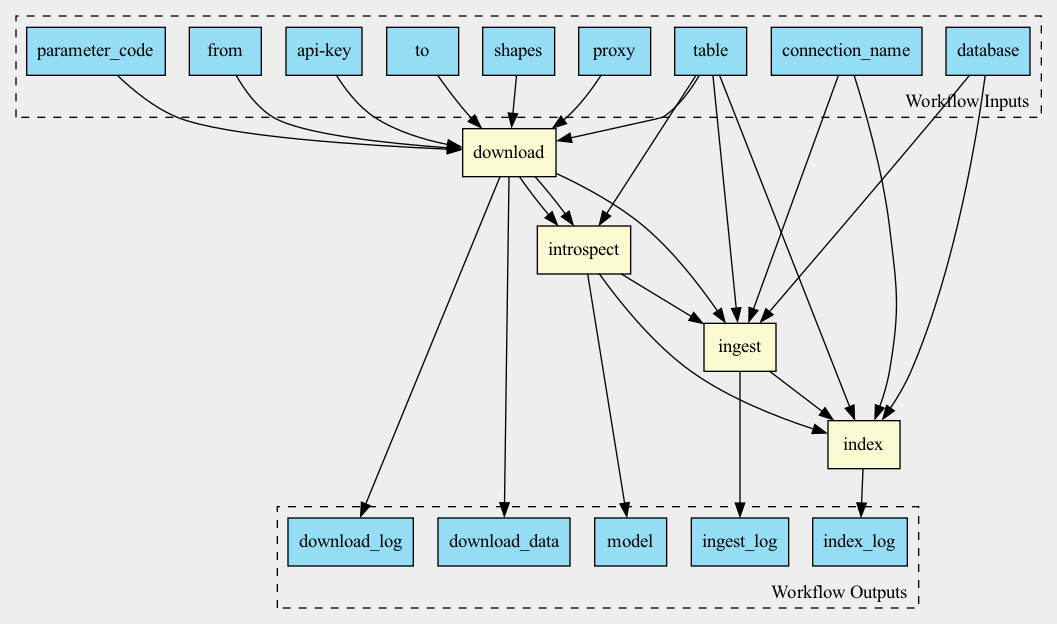 parameter_code
from
api-key
to
shapes
proxy
table
connection_name
database
Workflow Inputs
download
introspect
ingest
index
download_log
download_data
model
ingest_log
index_log
Workflow Outputs